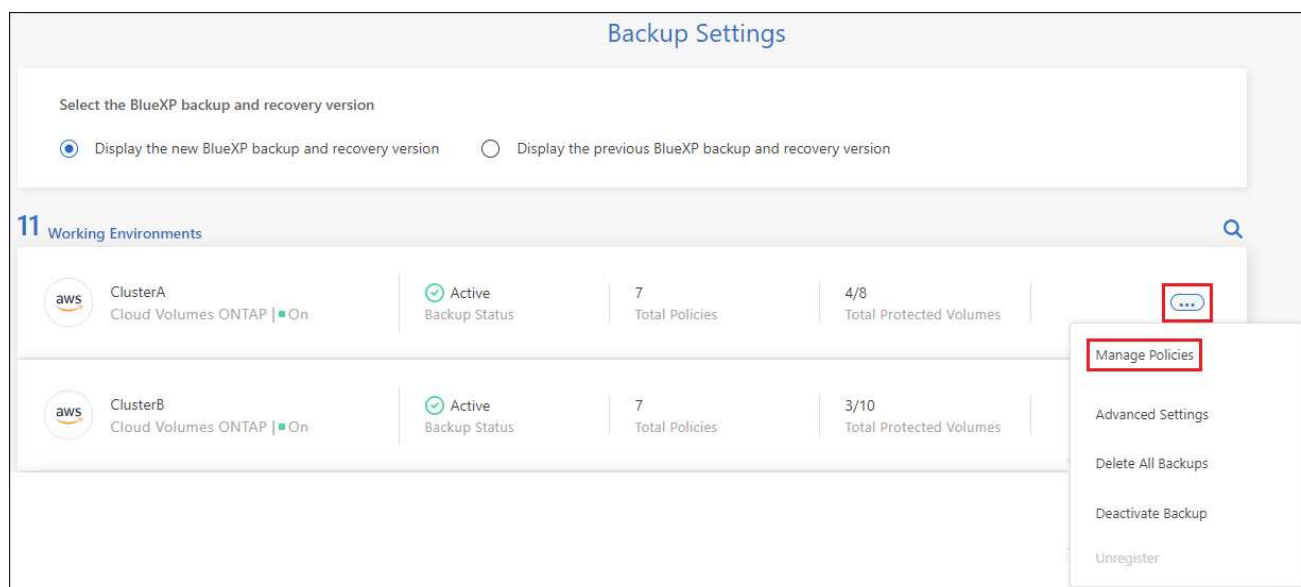 Backup Settings
Select the BlueXP backup and recovery version
Display the new BlueXP backup and recovery version
Display the previous BlueXP backup and recovery version
11 Working Environments
aws
ClusterA
Cloud Volumes ONTAP | On
Active
Backup Status
7
Total Policies
4/8
Total Protected Volumes
...
Manage Policies
Advanced Settings
Delete All Backups
Deactivate Backup
Unregister
aws
ClusterB
Cloud Volumes ONTAP | On
Active
Backup Status
7
Total Policies
3/10
Total Protected Volumes